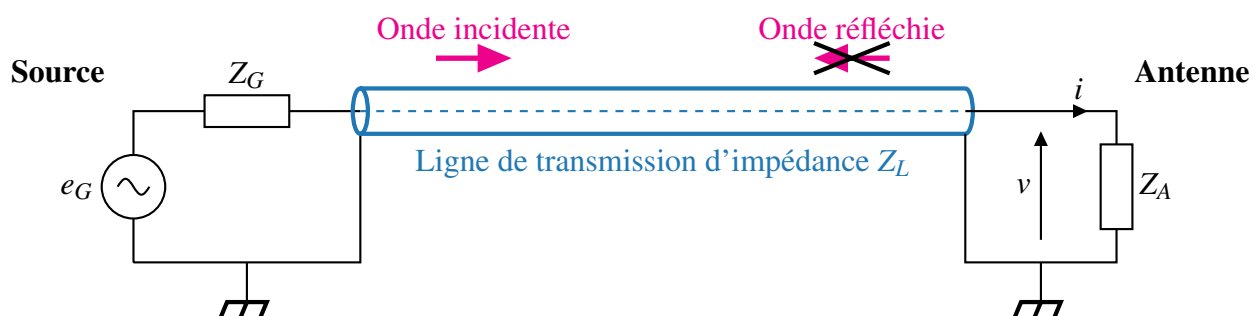 Onde incidente
Onde réfléchie
Source
Antenne
Z_G
i
e_G
Ligne de transmission d’impédance Z_L
v
Z_A